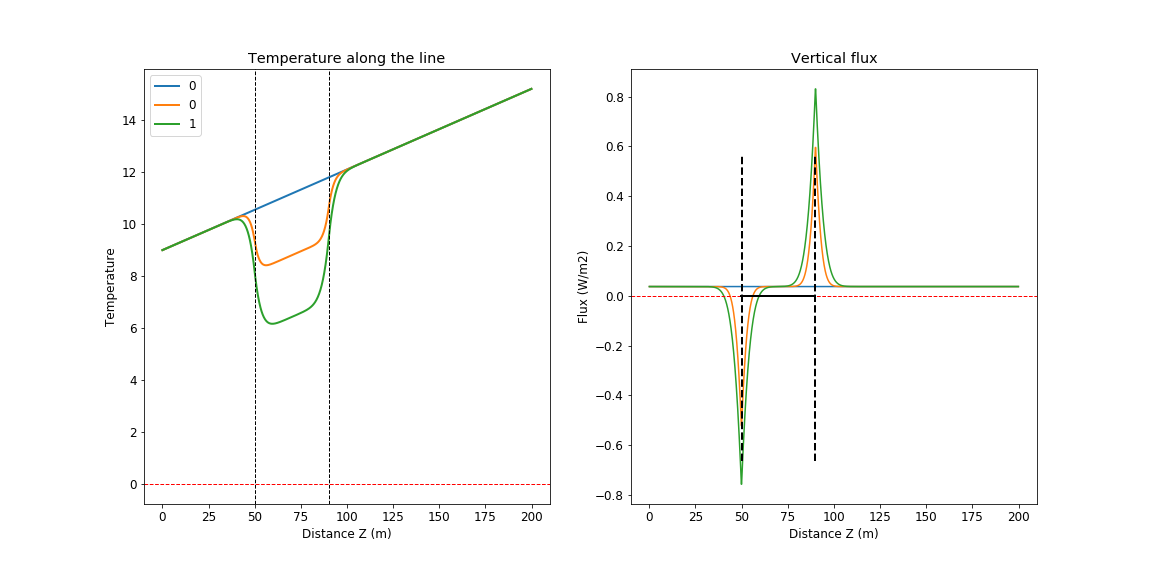 Temperature along the line
0
0
1
14
12
10
8
6
4
2
0
Temperature
0 25 50 75 100 125 150 175 200
Distance Z (m)
Vertical flux
0.8
0.6
0.4
0.2
0.0
−0.2
−0.4
−0.6
−0.8
Flux (W/m2)
0 25 50 75 100 125 150 175 200
Distance Z (m)